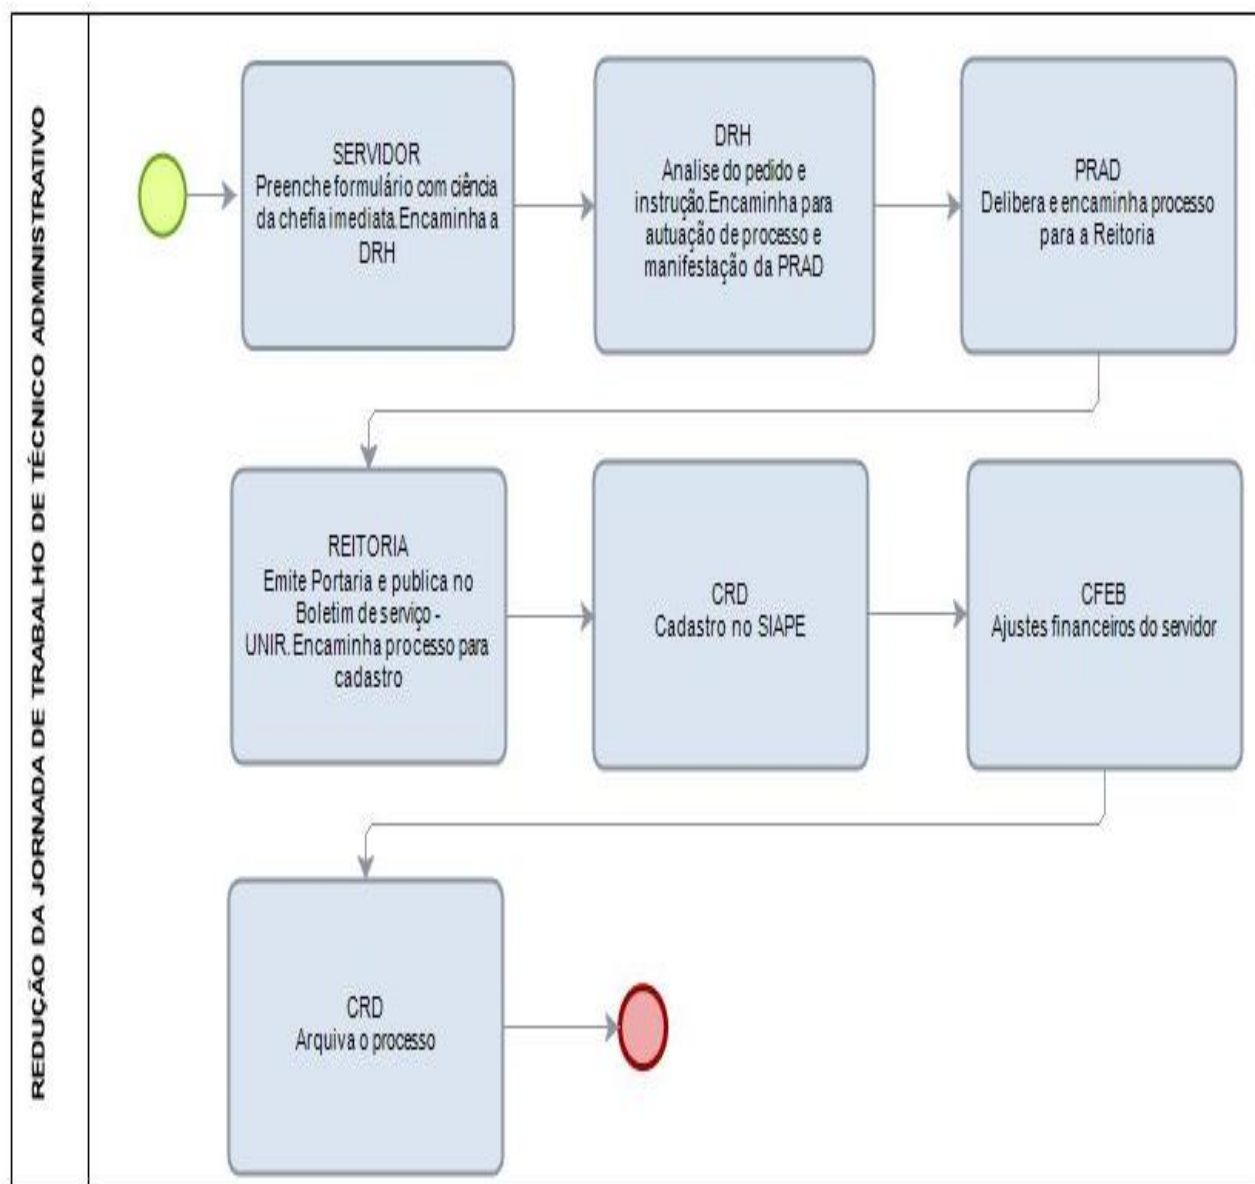 REDUÇÃO DA JORNADA DE TRABALHO DE TÉCNICO ADMINISTRATIVO
SERVIDOR
Preenche formulário com ciência
da chefia imediata.Encaminha a
DRH
DRH
Analise do pedido e
instrução.Encaminha para
autuação de processo e
manifestação da PRAD
PRAD
Delibera e encaminha processo
para a Reitoria
REITORIA
Emite Portaria e publica no
Boletim de serviço -
UNIR.Encaminha processo para
cadastro
CRD
Cadastro no SIAPE
CFEB
Ajustes financeiros do servidor
CRD
Arquiva o processo